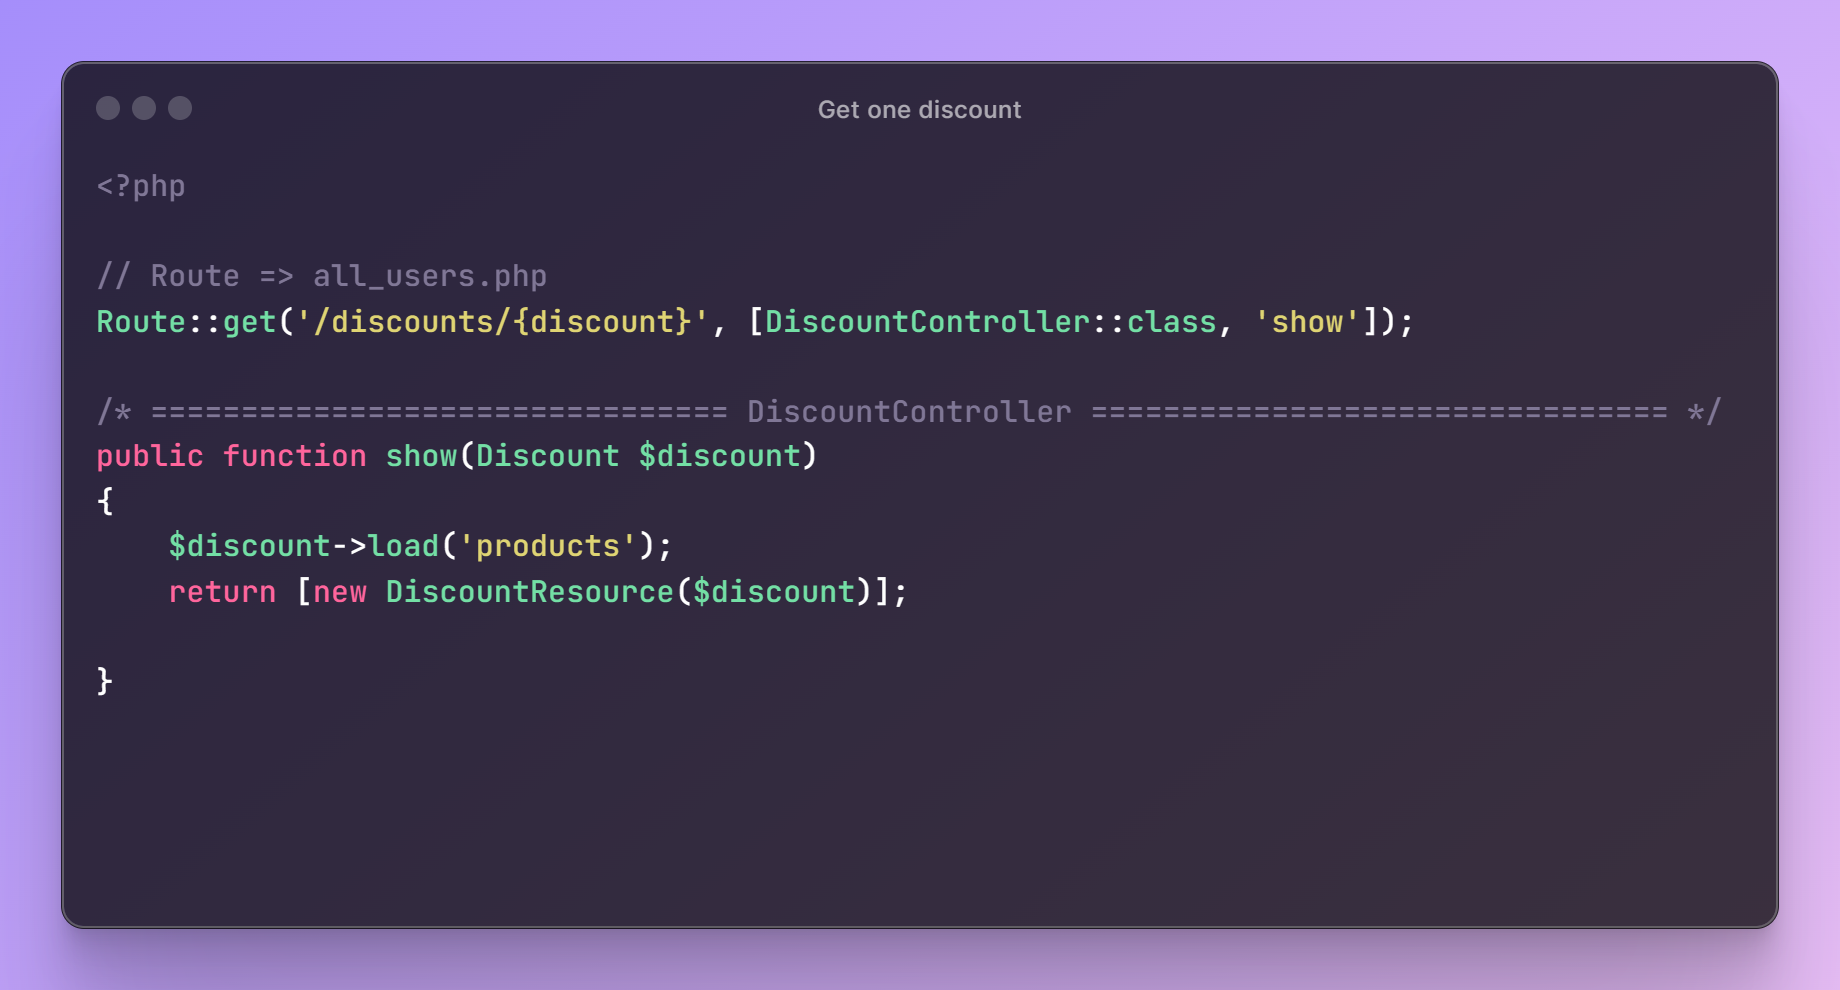 Get one discount
<?php
// Route => all_users.php
Route::get('/discounts/{discount}', [DiscountController::class, 'show']);
/* ================================ DiscountController ================================ */
public function show(Discount $discount)
{
    $discount->load('products');
    return [new DiscountResource($discount)];
}